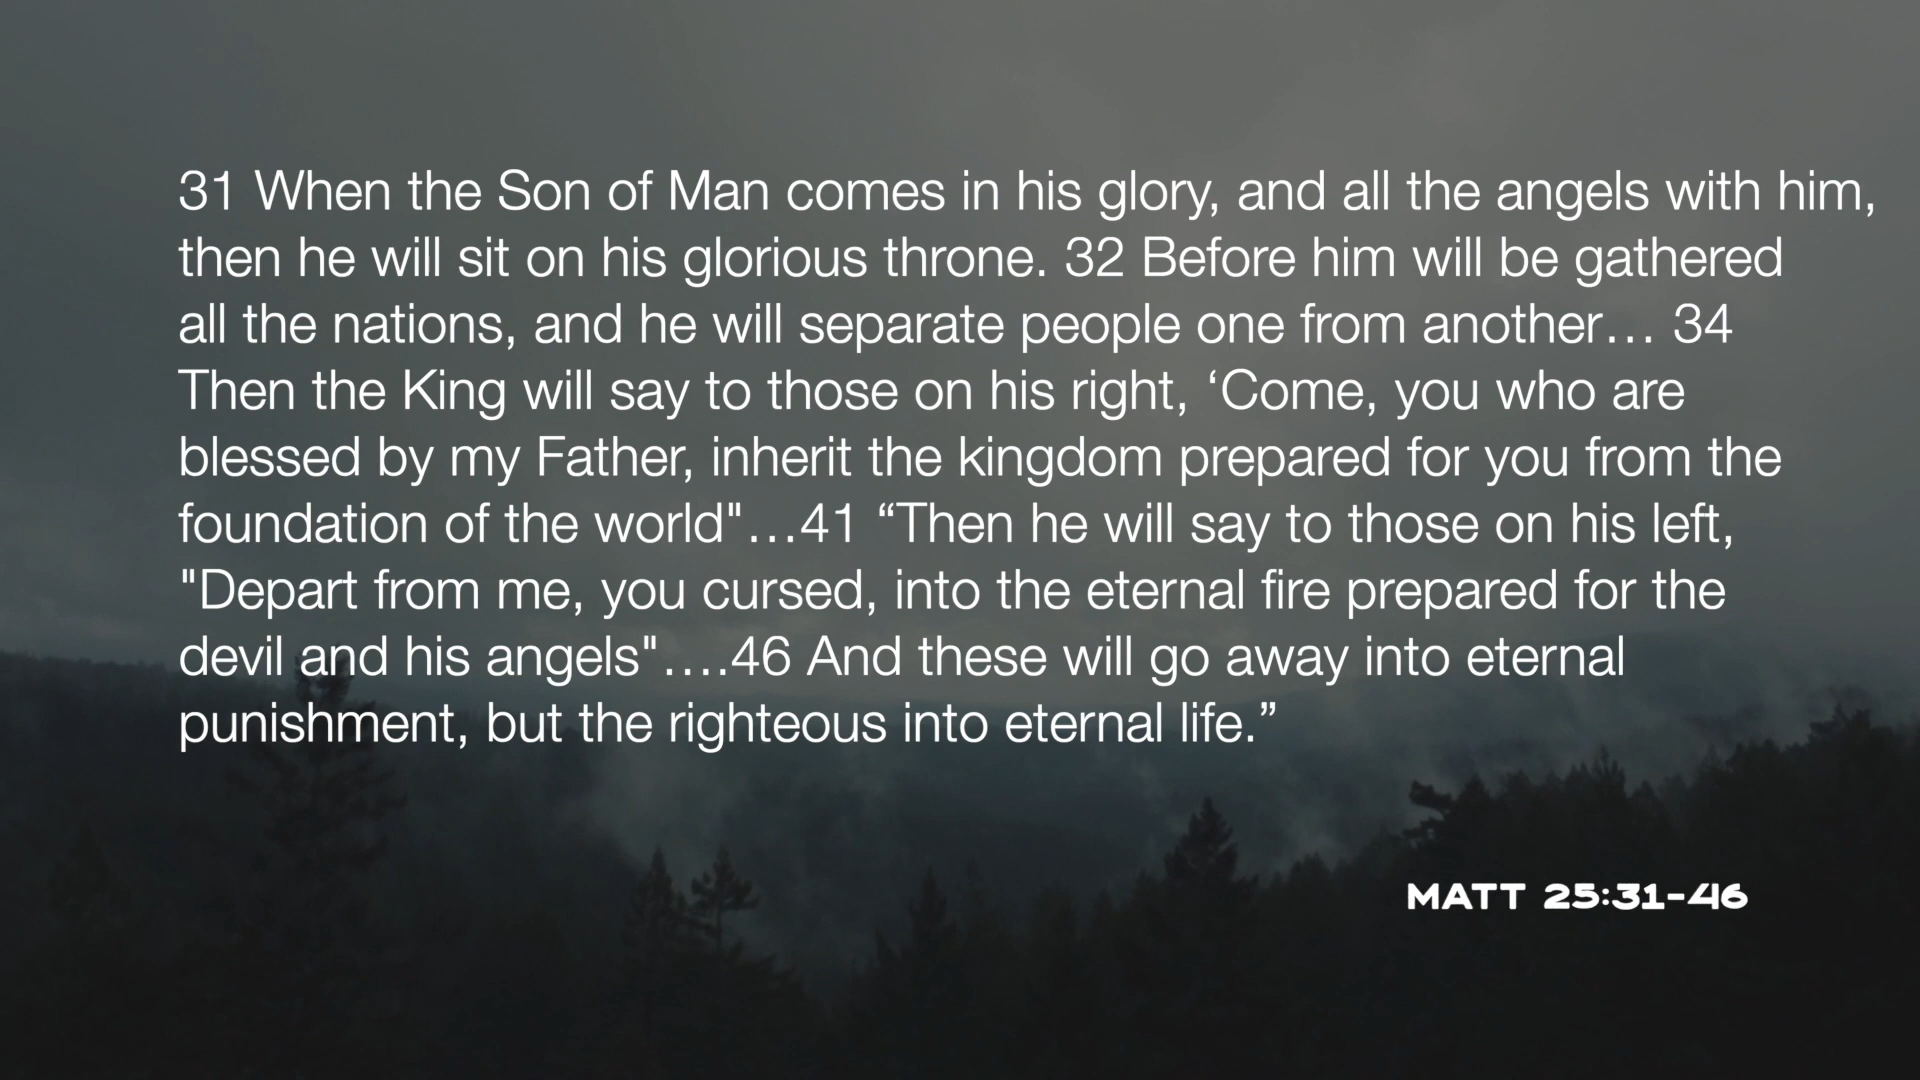 31 When the Son of Man comes in his glory, and all the angels with him,
then he will sit on his glorious throne. 32 Before him will be gathered
all the nations, and he will separate people one from another… 34
Then the King will say to those on his right, ‘Come, you who are
blessed by my Father, inherit the kingdom prepared for you from the
foundation of the world"…41 “Then he will say to those on his left,
"Depart from me, you cursed, into the eternal fire prepared for the
devil and his angels"….46 And these will go away into eternal
punishment, but the righteous into eternal life.”
MATT 25:31-46